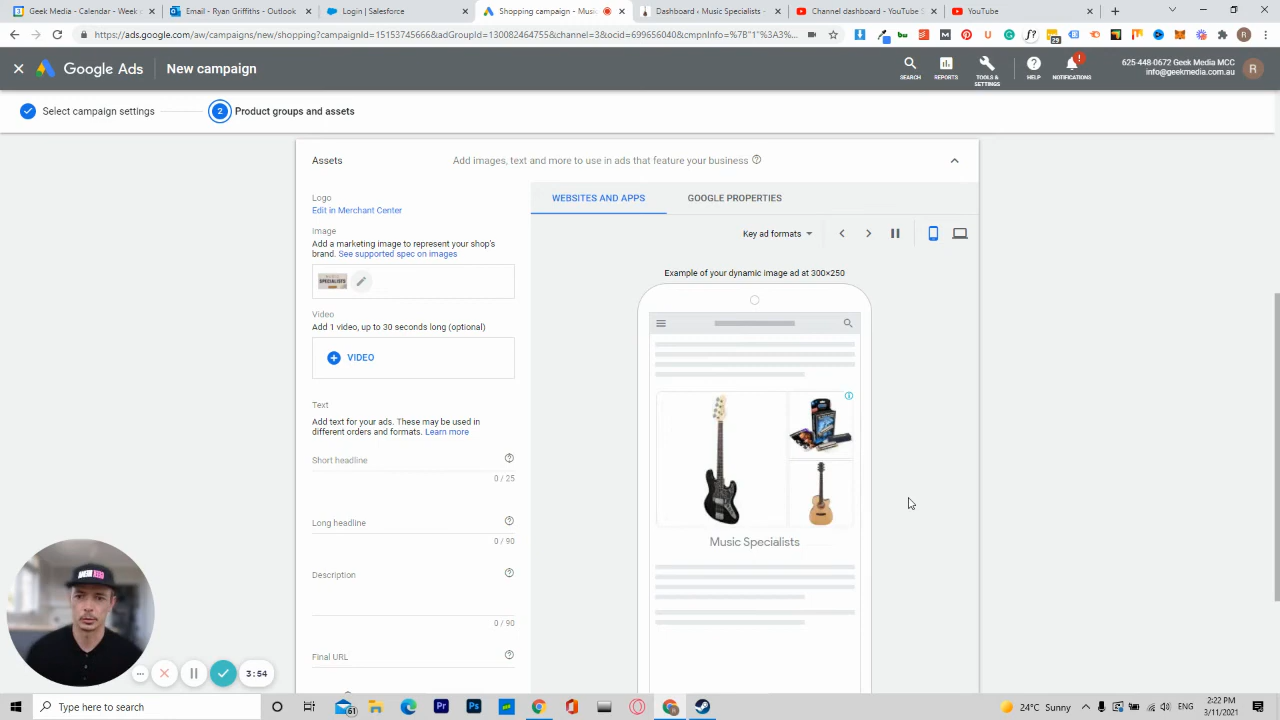 Geek Media - Calendar - Week
Email - Ryan Griffiths - Outlook
Login | Salesforce
Shopping campaign - Music
Dashboard ‹ Music Specialists -
Channel dashboard - YouTube S
YouTube
ads.google.com/aw/campaigns/new/shopping?campaignId=15153745666&adGroupId=130082464755&channel=3&ocid=699656040&cmpnInfo=%7B"1"%3A%3
29
R
Google Ads
New campaign
SEARCH
REPORTS
TOOLS & SETTINGS
HELP
NOTIFICATIONS
625-448-0672 Geek Media MCC
info@geekmedia.com.au
R
Select campaign settings
2 Product groups and assets
Assets
Add images, text and more to use in ads that feature your business
Logo
Edit in Merchant Center
Image
Add a marketing image to represent your shop's
brand. See supported spec on images
SPECIALISTS
Video
Add 1 video, up to 30 seconds long (optional)
VIDEO
Text
Add text for your ads. These may be used in
different orders and formats. Learn more
Short headline
0 / 25
Long headline
0 / 90
Description
0 / 90
Final URL
WEBSITES AND APPS
GOOGLE PROPERTIES
Key ad formats
Example of your dynamic image ad at 300×250
Music Specialists
3:54
Type here to search
61
24°C Sunny
ENG
2:22 PM
3/11/2021